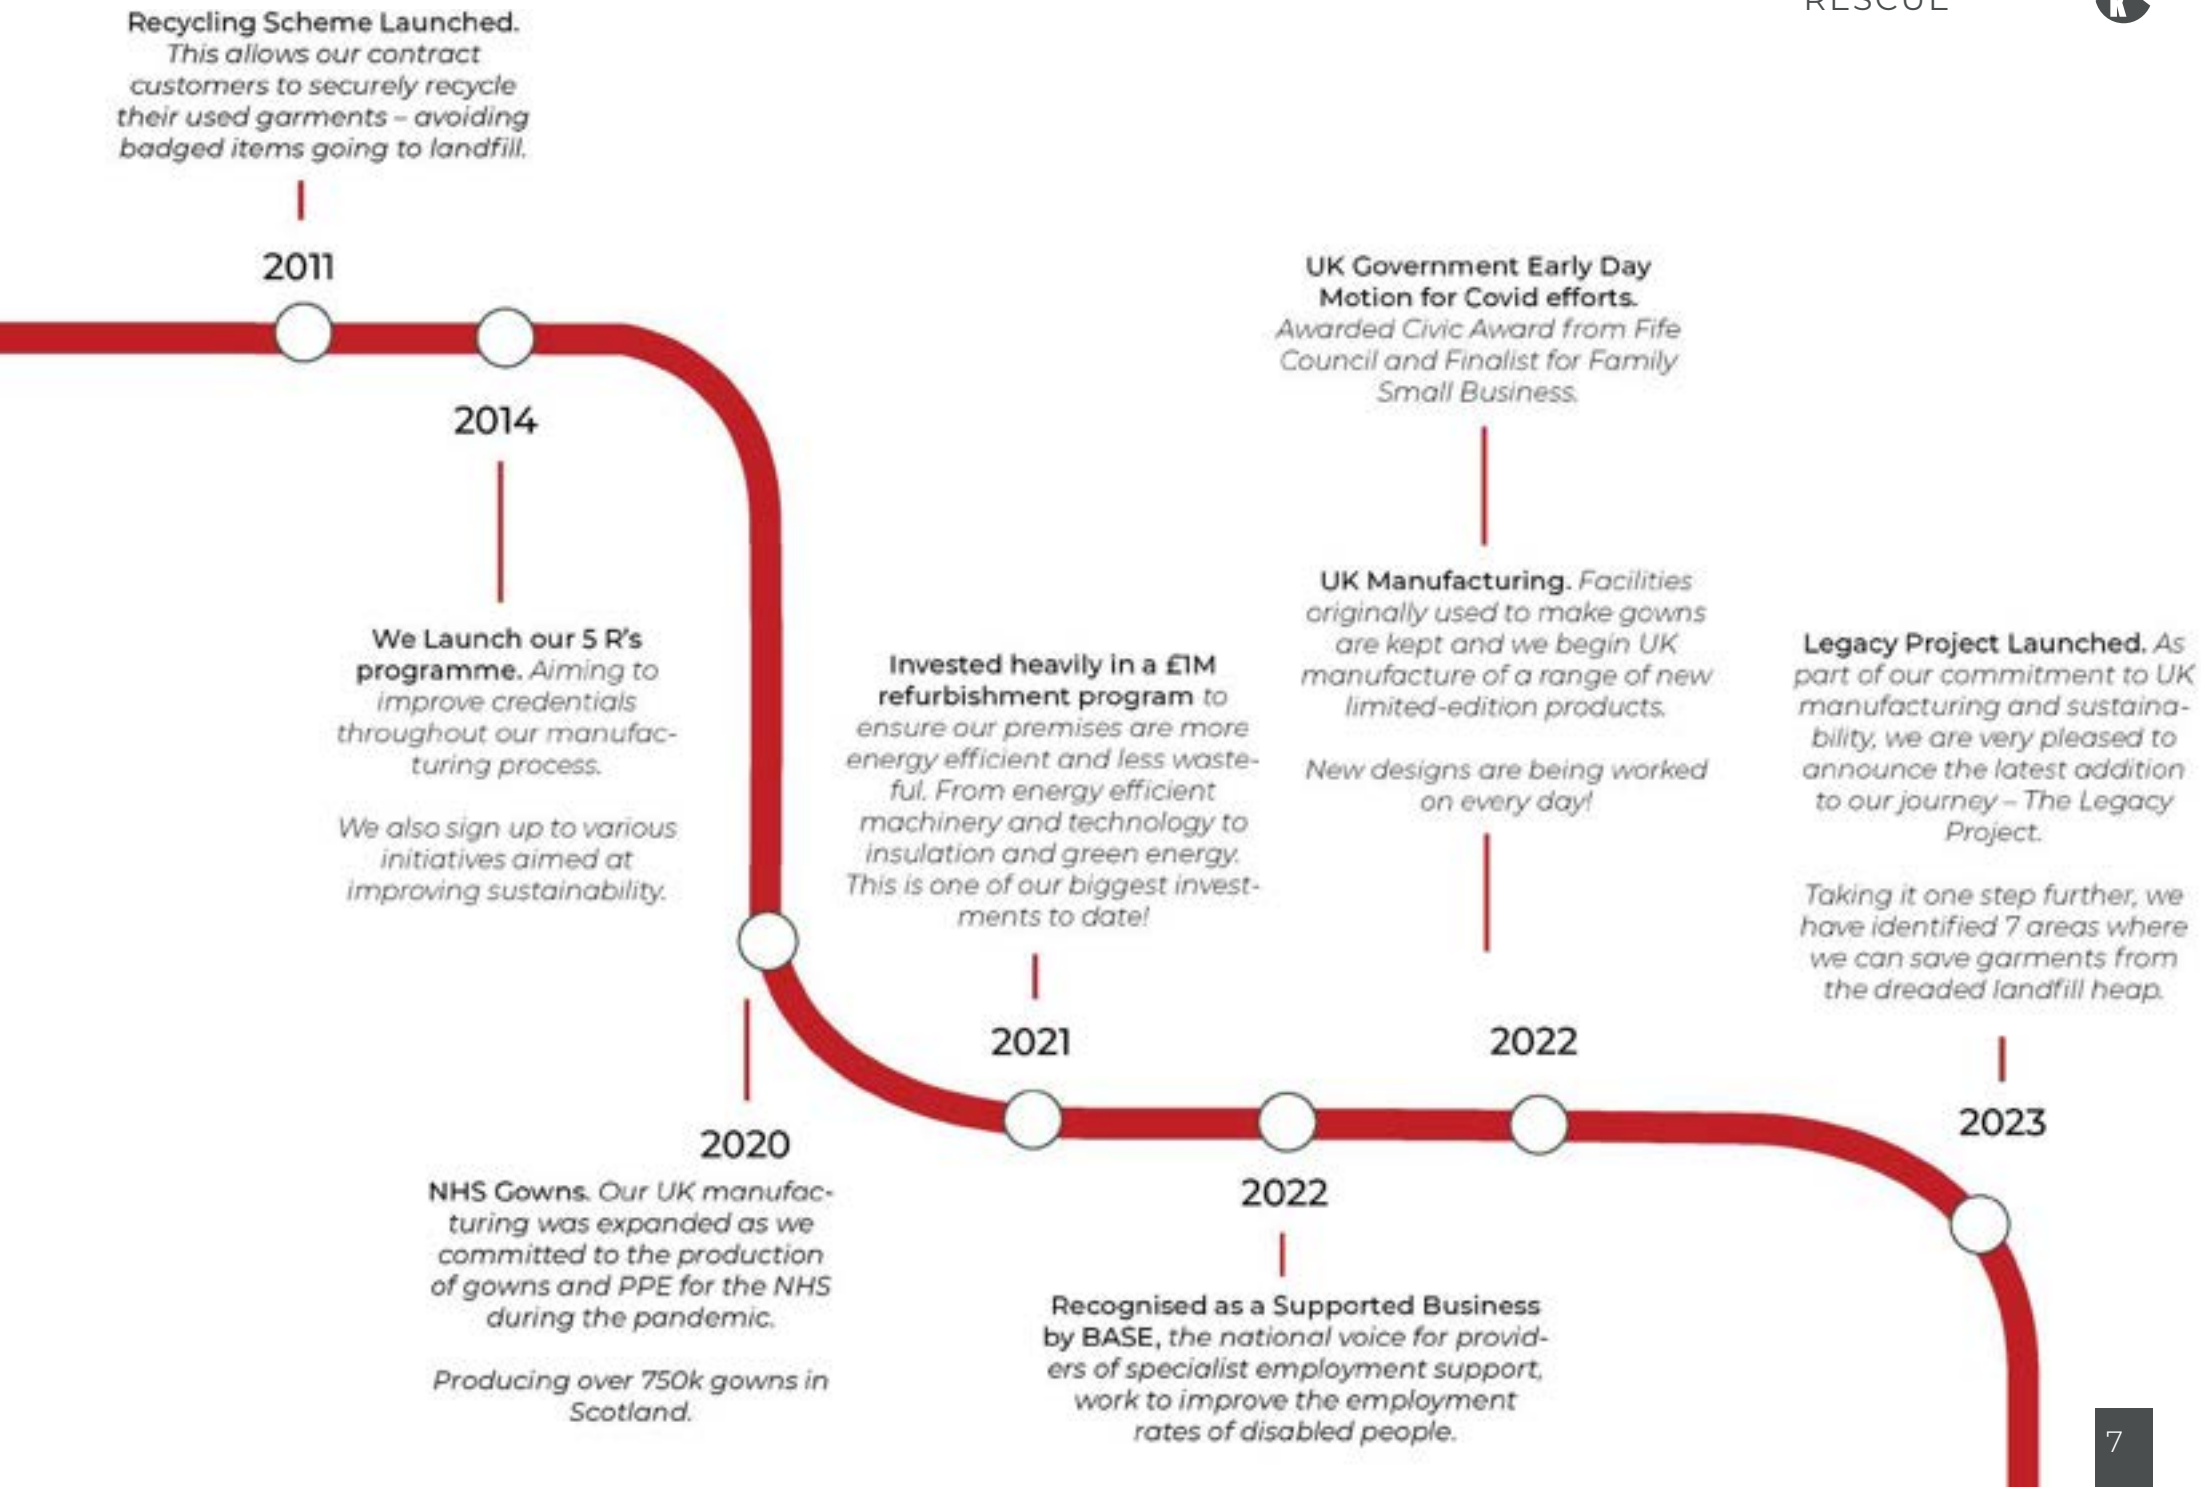 RESCUE
Recycling Scheme Launched.
This allows our contract
customers to securely recycle
their used garments – avoiding
badged items going to landfill.
2011
2014
We Launch our 5 R's
programme. Aiming to
improve credentials
throughout our manufac-
turing process.
We also sign up to various
initiatives aimed at
improving sustainability.
2020
NHS Gowns. Our UK manufac-
turing was expanded as we
committed to the production
of gowns and PPE for the NHS
during the pandemic.
Producing over 750k gowns in
Scotland.
Invested heavily in a £1M
refurbishment program to
ensure our premises are more
energy efficient and less waste-
ful. From energy efficient
machinery and technology to
insulation and green energy.
This is one of our biggest invest-
ments to date!
2021
2022
Recognised as a Supported Business
by BASE, the national voice for provid-
ers of specialist employment support,
work to improve the employment
rates of disabled people.
UK Government Early Day
Motion for Covid efforts.
Awarded Civic Award from Fife
Council and Finalist for Family
Small Business.
UK Manufacturing. Facilities
originally used to make gowns
are kept and we begin UK
manufacture of a range of new
limited-edition products.
New designs are being worked
on every day!
2022
Legacy Project Launched. As
part of our commitment to UK
manufacturing and sustaina-
bility, we are very pleased to
announce the latest addition
to our journey – The Legacy
Project.
Taking it one step further, we
have identified 7 areas where
we can save garments from
the dreaded landfill heap.
2023
7